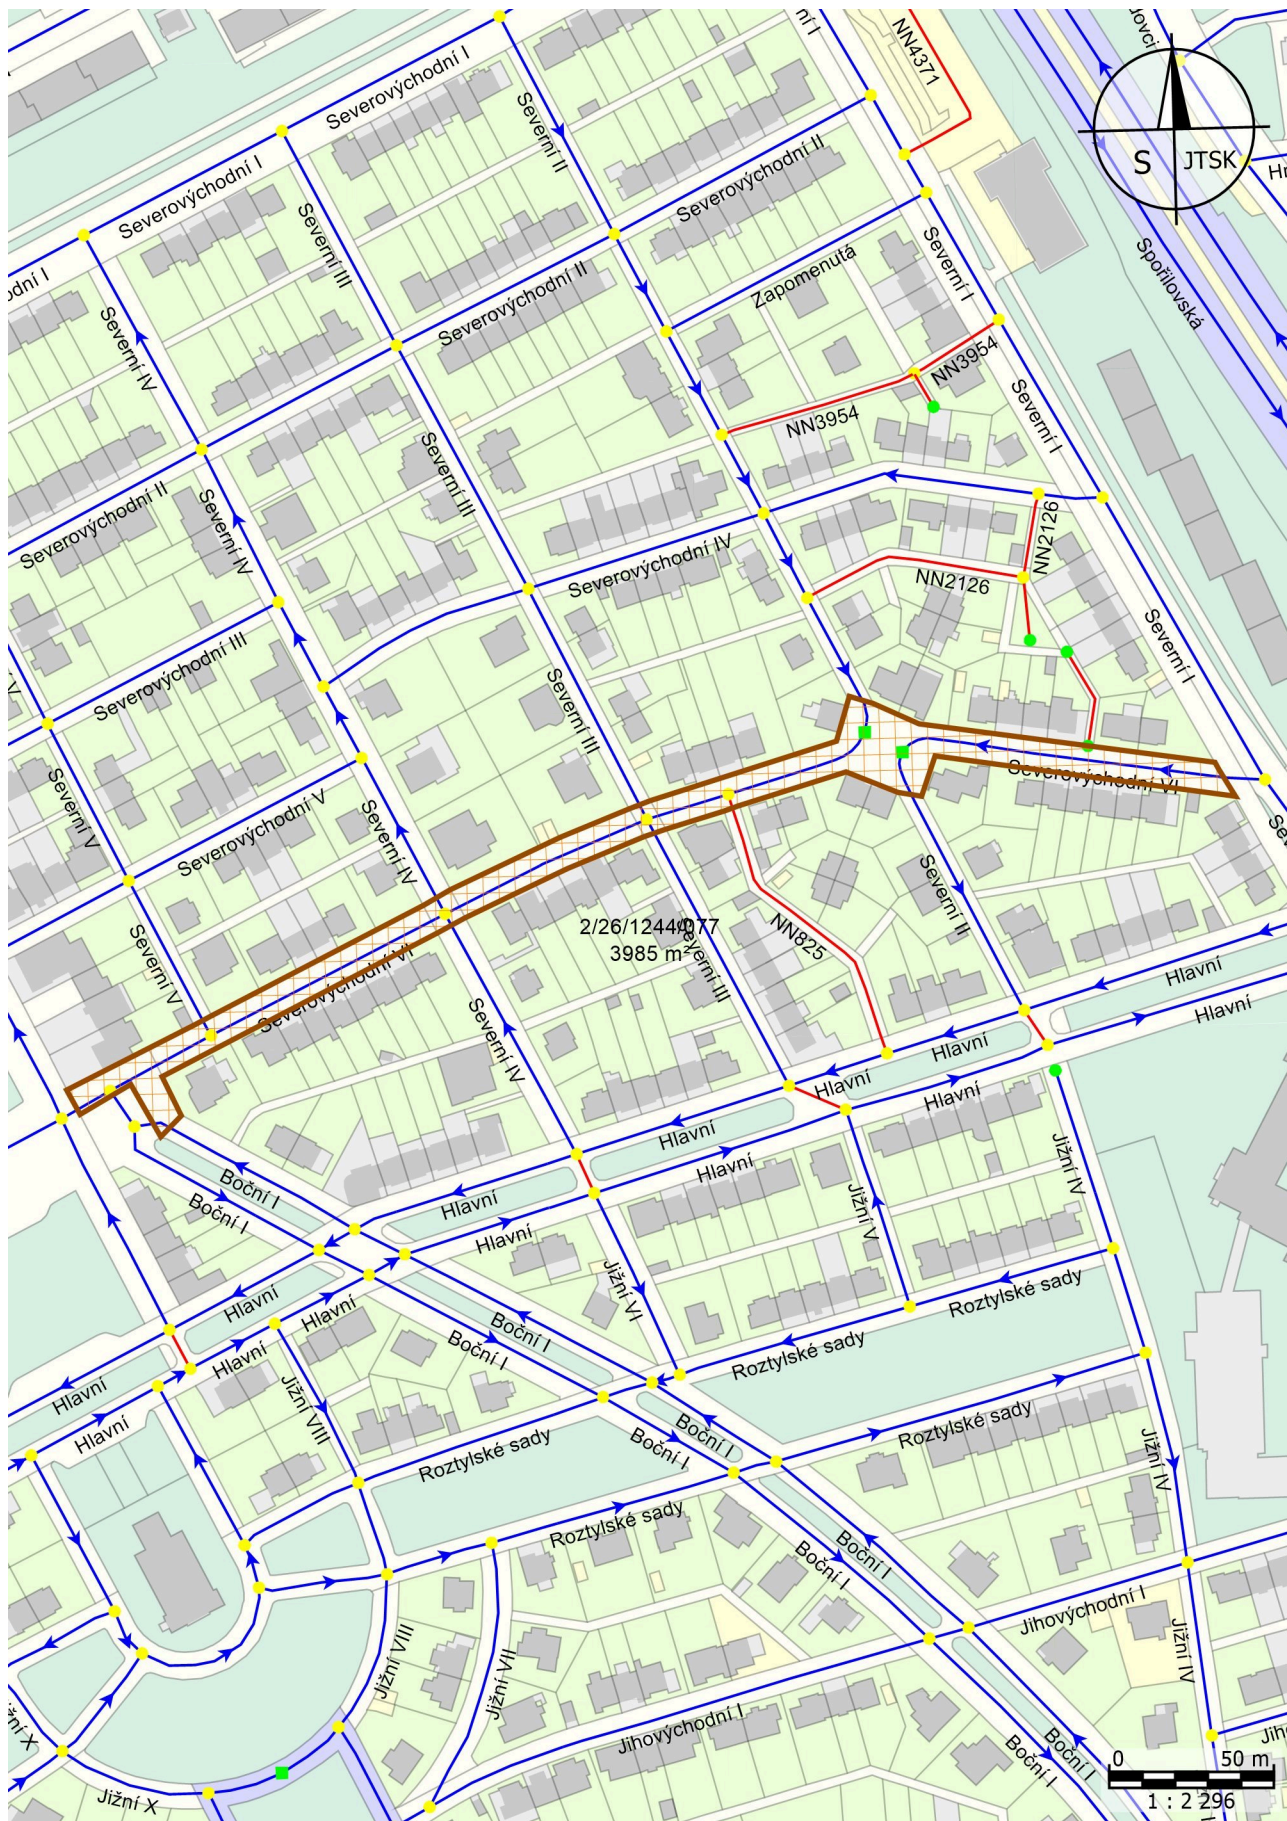 Severní I
NN4371
Severovýchodní I
Severní II
Severovýchodní I
Severovýchodní II
S
JTSK
Severní III
Severní I
Spořilovská
Zapomenutá
Severovýchodní II
Severní IV
NN3954
NN3954
Severní I
Severní III
Severovýchodní II
Severní IV
NN2126
Severovýchodní IV
NN2126
Severní I
Severovýchodní III
Severní III
Severovýchodní VI
Severní V
Severovýchodní V
Severní IV
Severní II
2/26/1244/077
3985 m²
Severní III
NN825
Severní V
Severovýchodní VI
Hlavní
Hlavní
Severní IV
Hlavní
Hlavní
Hlavní
Hlavní
Hlavní
Jižní IV
Boční I
Boční I
Hlavní
Hlavní
Jižní V
Jižní VI
Roztylské sady
Hlavní
Hlavní
Boční I
Boční I
Hlavní
Roztylské sady
Hlavní
Hlavní
Jižní VIII
Roztylské sady
Boční I
Boční I
Roztylské sady
Jižní IV
Roztylské sady
Boční I
Boční I
Jihovýchodní I
Jižní VIII
Jižní VII
Jižní IV
Jihovýchodní I
Boční I
Boční I
Jižní X
0 50 m
1 : 2 296